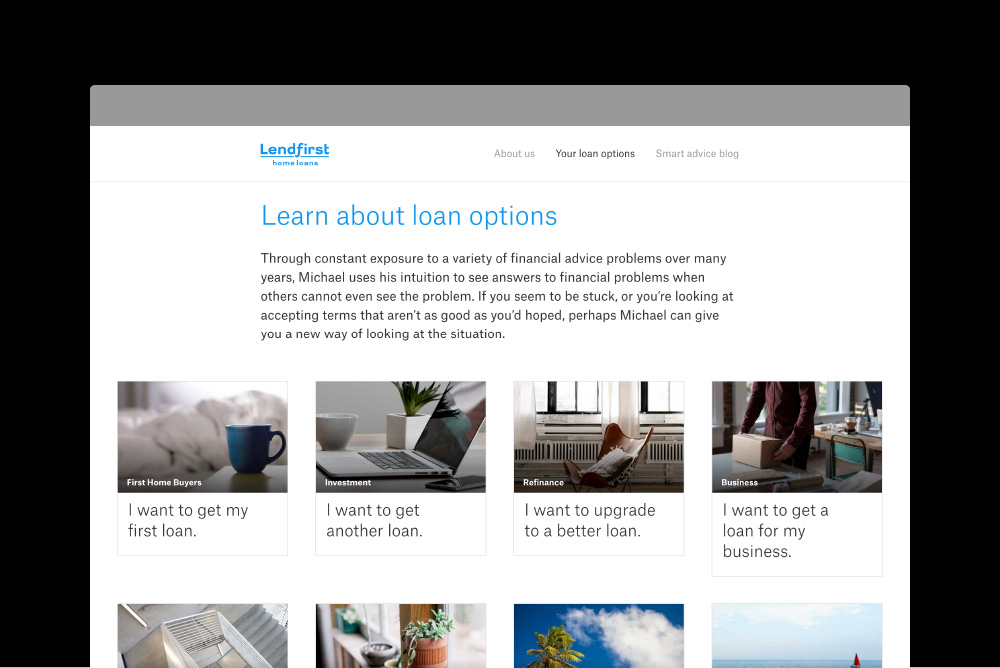 Lendfirst
home loans
About us Your loan options Smart advice blog
Learn about loan options
Through constant exposure to a variety of financial advice problems over many
years, Michael uses his intuition to see answers to financial problems when
others cannot even see the problem. If you seem to be stuck, or you’re looking at
accepting terms that aren’t as good as you’d hoped, perhaps Michael can give
you a new way of looking at the situation.
First Home Buyers
I want to get my
first loan.
Investment
I want to get
another loan.
Refinance
I want to upgrade
to a better loan.
Business
I want to get a
loan for my
business.